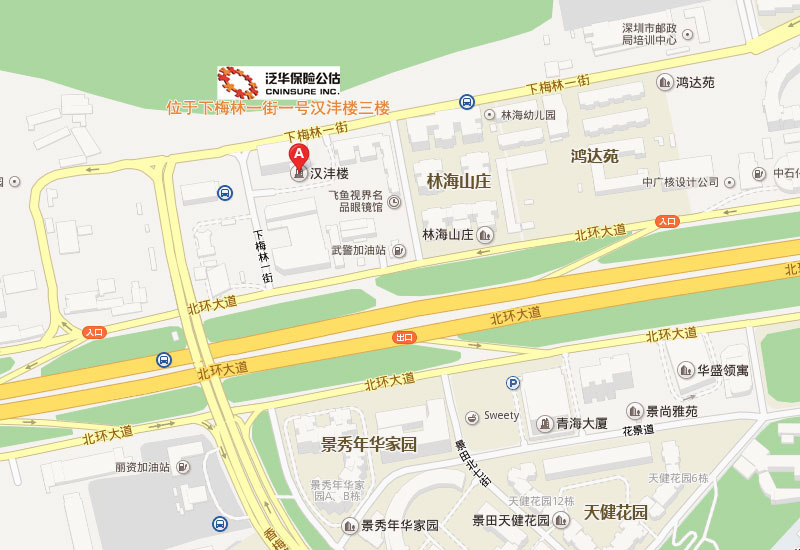 深圳市邮政
局培训中心
泛华保险公估
CNINSURE INC.
位于下梅林一街一号汉沣楼三楼
下梅林一街
鸿达苑
林海幼儿园
下梅林一街
A
汉沣楼
林海山庄
鸿达苑
中广核设计公司
中石化
园
飞鱼视界名
品眼镜馆
入口
林海山庄
北环大道
下梅林一街
武警加油站
北环大道
北环大道
北环大道
入口
出口
北环大道
北环大道
北环大道
华盛领寓
P
Sweety
景尚雅苑
青海大厦
花景道
北环大道
景秀年华家园
景田北七街
丽资加油站
景秀年华家
园A、B栋
天健花园6栋
天健花园12栋
天健花园
景秀年华家园
景田天健花园
香梅